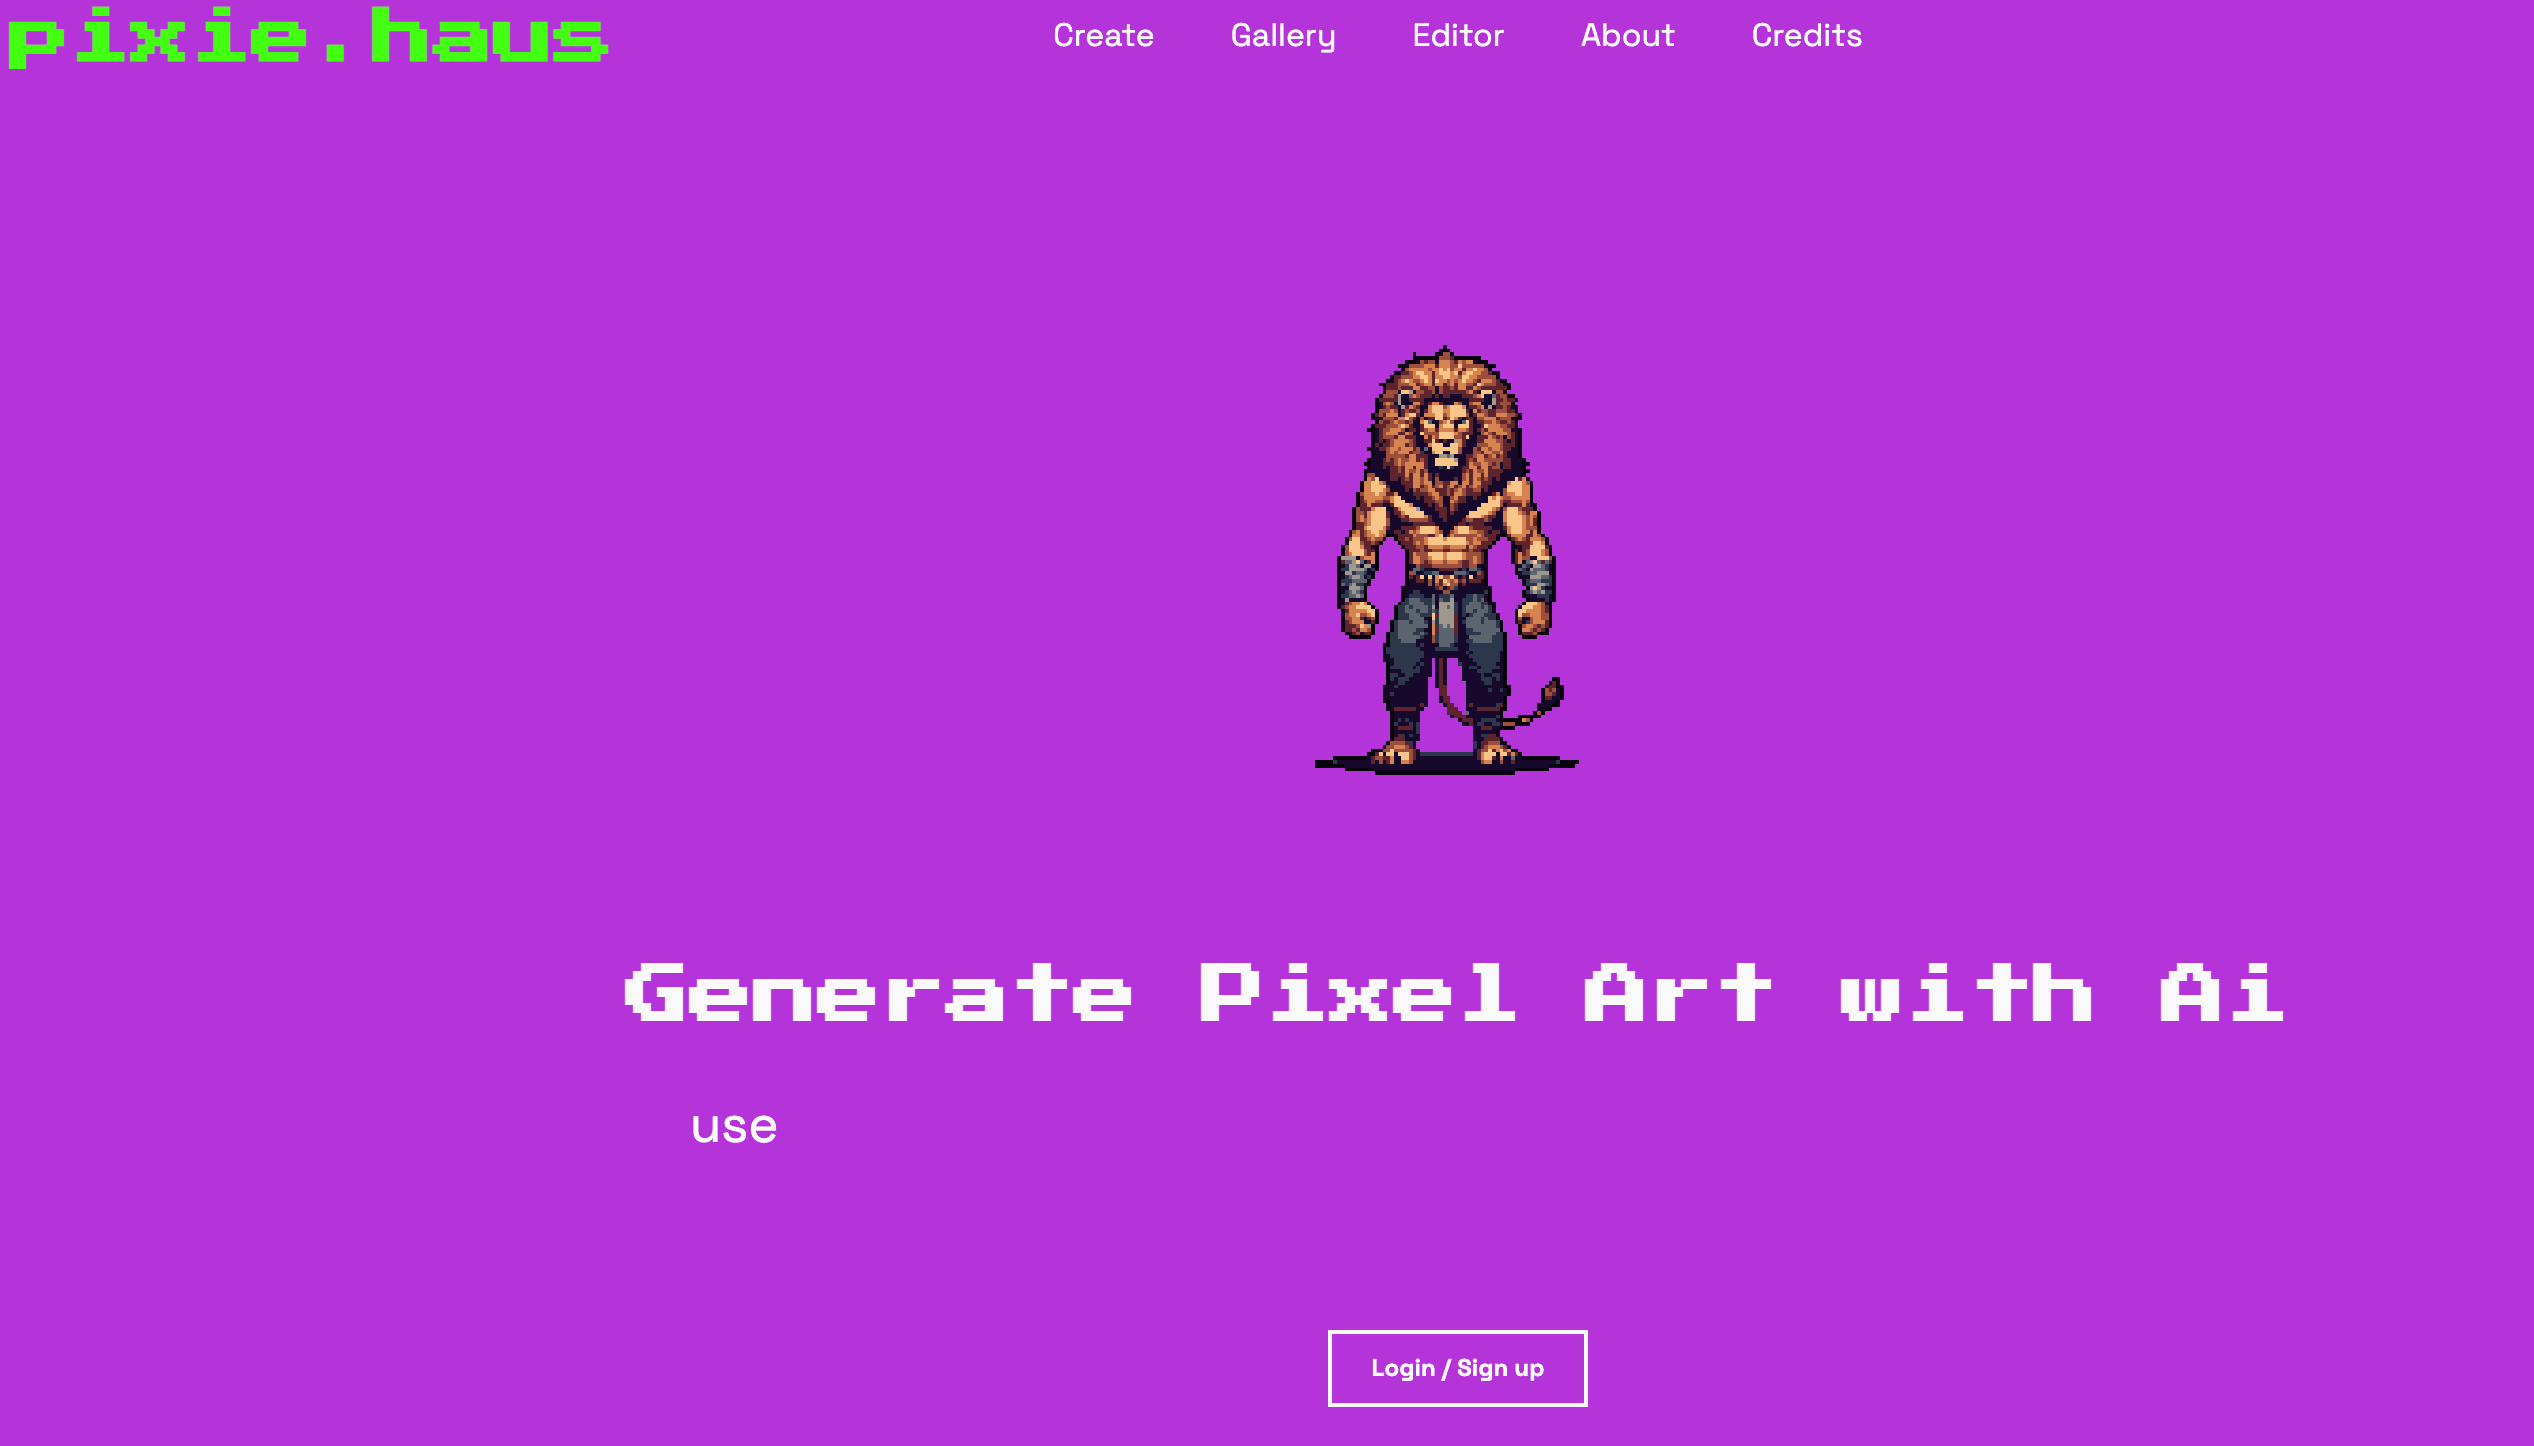 pixie.haus
Create Gallery Editor About Credits
Generate Pixel Art with Ai
use
Login / Sign up